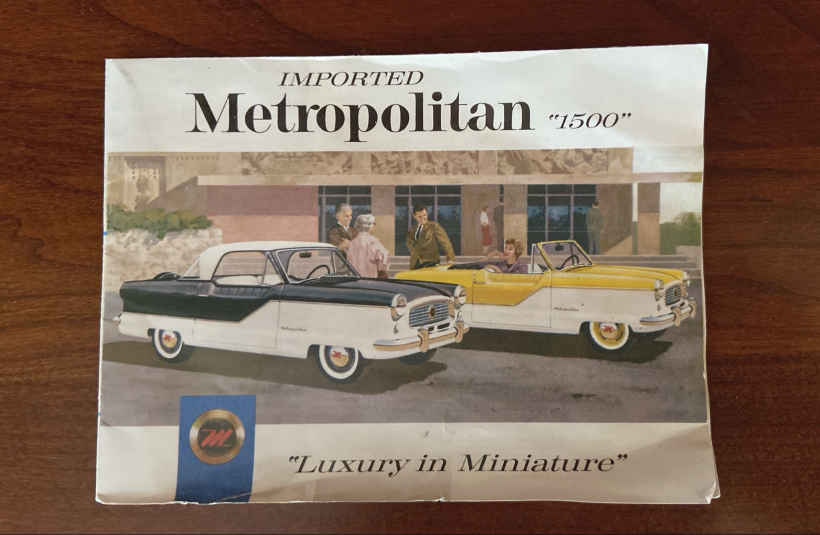 IMPORTED
Metropolitan "1500"
M
"Luxury in Miniature"